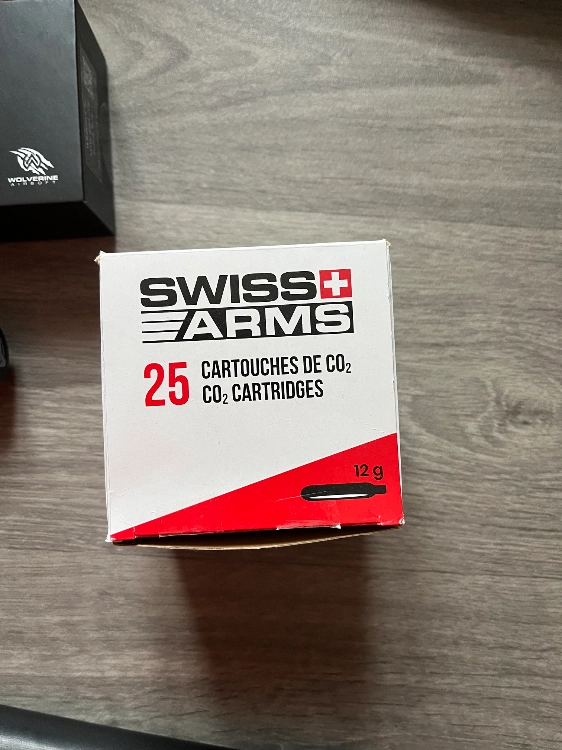 WOLVERINE
AIRSOFT
SWISS
ARMS
25 CARTOUCHES DE CO₂
CO₂ CARTRIDGES
12 g